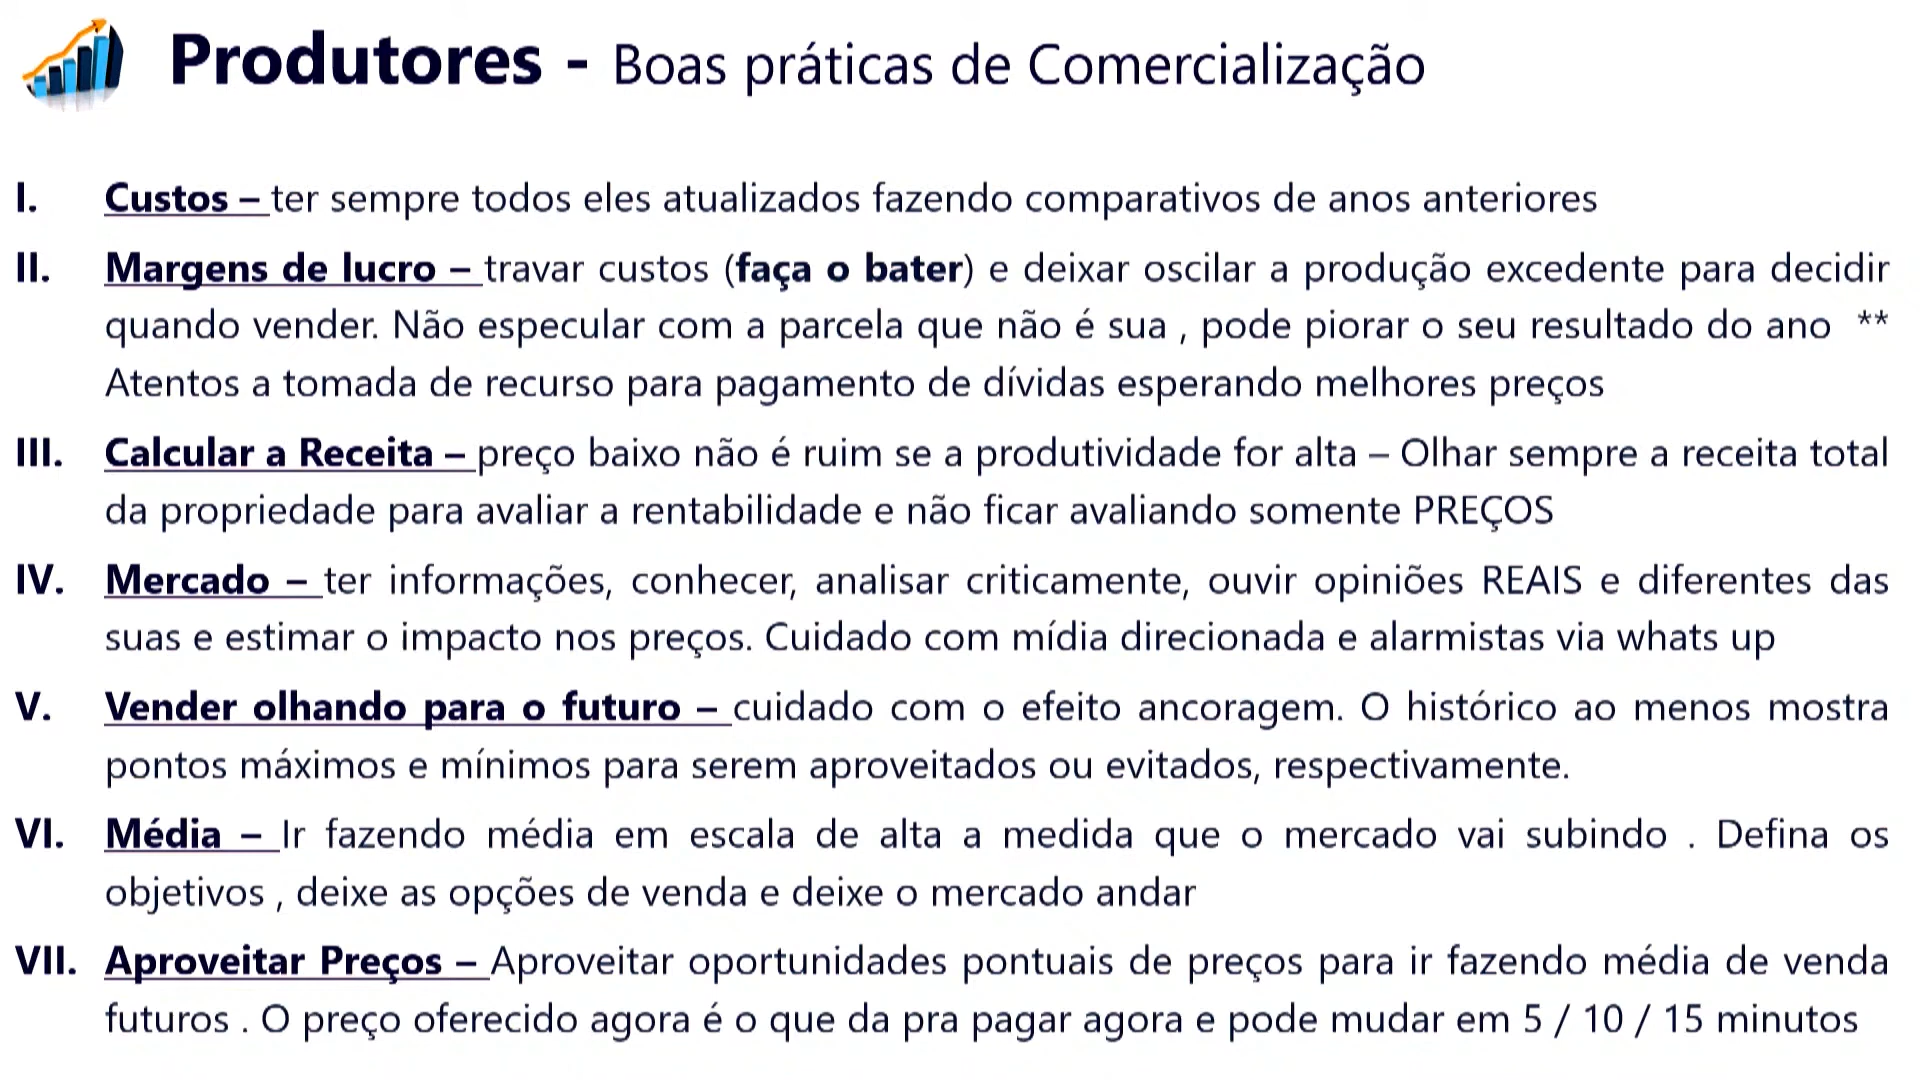 Produtores - Boas práticas de Comercialização
I. Custos – ter sempre todos eles atualizados fazendo comparativos de anos anteriores
II. Margens de lucro – travar custos (faça o bater) e deixar oscilar a produção excedente para decidir
quando vender. Não especular com a parcela que não é sua , pode piorar o seu resultado do ano **
Atentos a tomada de recurso para pagamento de dívidas esperando melhores preços
III. Calcular a Receita – preço baixo não é ruim se a produtividade for alta – Olhar sempre a receita total
da propriedade para avaliar a rentabilidade e não ficar avaliando somente PREÇOS
IV. Mercado – ter informações, conhecer, analisar criticamente, ouvir opiniões REAIS e diferentes das
suas e estimar o impacto nos preços. Cuidado com mídia direcionada e alarmistas via whats up
V. Vender olhando para o futuro – cuidado com o efeito ancoragem. O histórico ao menos mostra
pontos máximos e mínimos para serem aproveitados ou evitados, respectivamente.
VI. Média – Ir fazendo média em escala de alta a medida que o mercado vai subindo . Defina os
objetivos , deixe as opções de venda e deixe o mercado andar
VII. Aproveitar Preços – Aproveitar oportunidades pontuais de preços para ir fazendo média de venda
futuros . O preço oferecido agora é o que da pra pagar agora e pode mudar em 5 / 10 / 15 minutos